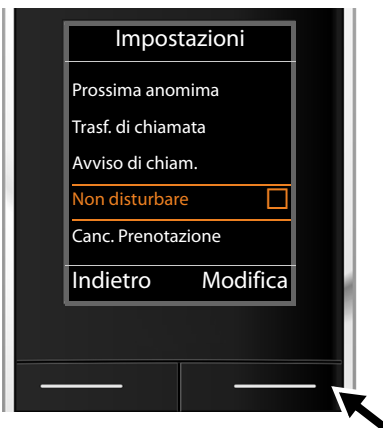 Impostazioni
Prossima anomima
Trasf. di chiamata
Avviso di chiam.
Non disturbare
Canc. Prenotazione
Indietro Modifica